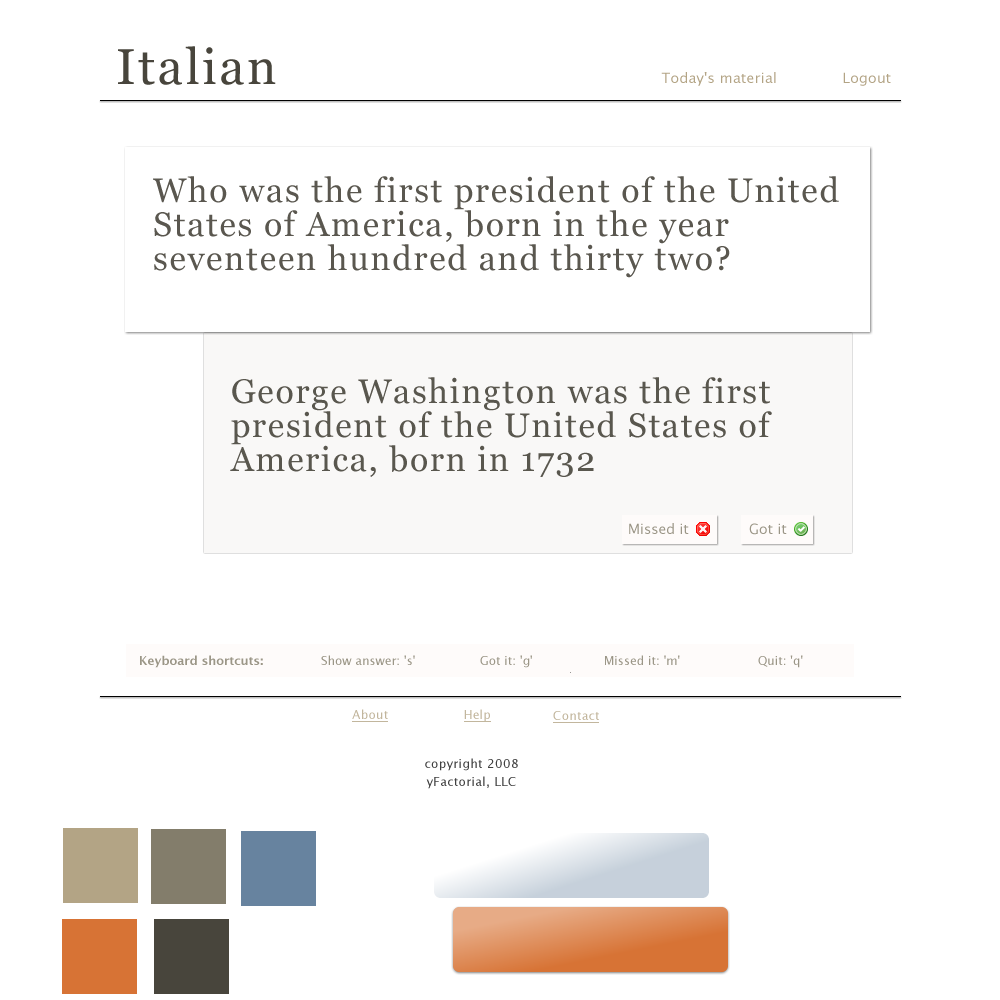 Italian
Today's material
Logout
Who was the first president of the United
States of America, born in the year
seventeen hundred and thirty two?
George Washington was the first
president of the United States of
America, born in 1732
Missed it
Got it
Keyboard shortcuts: Show answer: 's' Got it: 'g' Missed it: 'm' Quit: 'q'
About Help Contact
copyright 2008
yFactorial, LLC